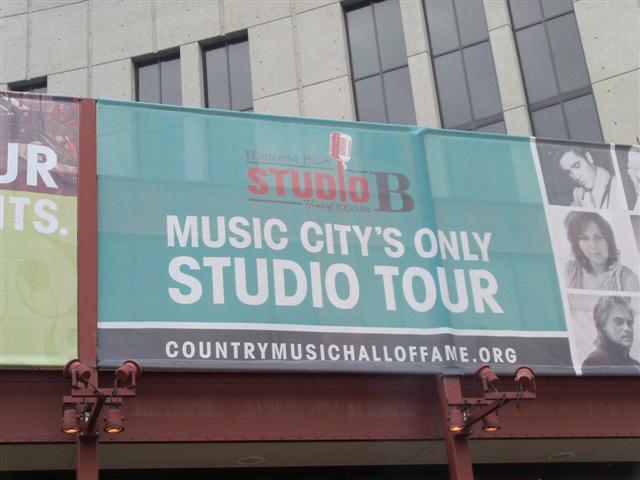 UR
TS.
Historic RCA
STUDIO B
Home of 1000 hits
MUSIC CITY'S ONLY
STUDIO TOUR
COUNTRYMUSICHALLOFFAME.ORG